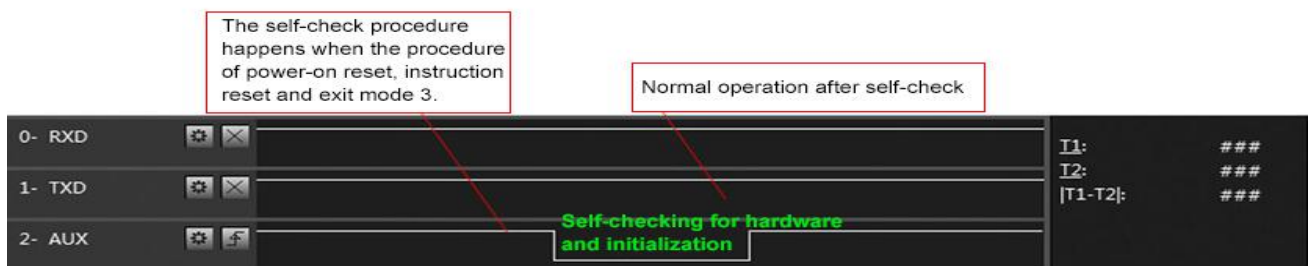 The self-check procedure
happens when the procedure
of power-on reset, instruction
reset and exit mode 3.
Normal operation after self-check
0- RXD
1- TXD
2- AUX
Self-checking for hardware
and initialization
T1: ###
T2: ###
|T1-T2|: ###